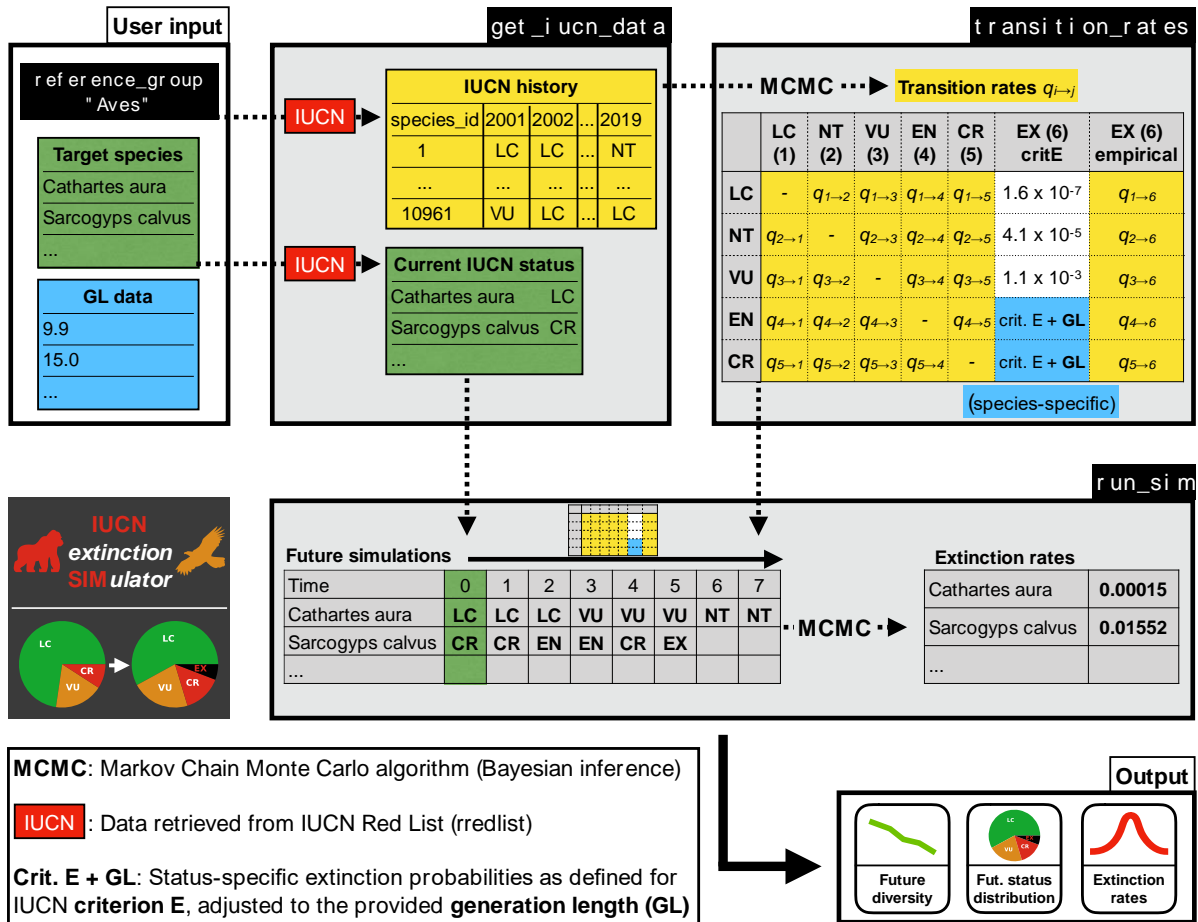 User input
reference_group
"Aves"
Target species
Cathartes aura
Sarcogyps calvus
...
GL data
9.9
15.0
...
get_iucn_data
IUCN
IUCN history
species_id 2001 2002 ... 2019
1 LC LC ... NT
... ... ... ... ...
10961 VU LC ... LC
IUCN
Current IUCN status
Cathartes aura LC
Sarcogyps calvus CR
...
transition_rates
MCMC
Transition rates qi→j
LC (1) NT (2) VU (3) EN (4) CR (5) EX (6) critE EX (6) empirical
LC - q1→2 q1→3 q1→4 q1→5 1.6 x 10-7 q1→6
NT q2→1 - q2→3 q2→4 q2→5 4.1 x 10-5 q2→6
VU q3→1 q3→2 - q3→4 q3→5 1.1 x 10-3 q3→6
EN q4→1 q4→2 q4→3 - q4→5 crit. E + GL q4→6
CR q5→1 q5→2 q5→3 q5→4 - crit. E + GL q5→6
(species-specific)
IUCN
extinction
SIMulator
LC
VU
CR
LC
VU
CR
EX
run_sim
Future simulations
Time 0 1 2 3 4 5 6 7
Cathartes aura LC LC LC VU VU VU NT NT
Sarcogyps calvus CR CR EN EN CR EX
...
MCMC
Extinction rates
Cathartes aura 0.00015
Sarcogyps calvus 0.01552
...
MCMC: Markov Chain Monte Carlo algorithm (Bayesian inference)
IUCN : Data retrieved from IUCN Red List (rredlist)
Crit. E + GL: Status-specific extinction probabilities as defined for
IUCN criterion E, adjusted to the provided generation length (GL)
Output
Future
diversity
LC
VU
CR
EX
Fut. status
distribution
Extinction
rates